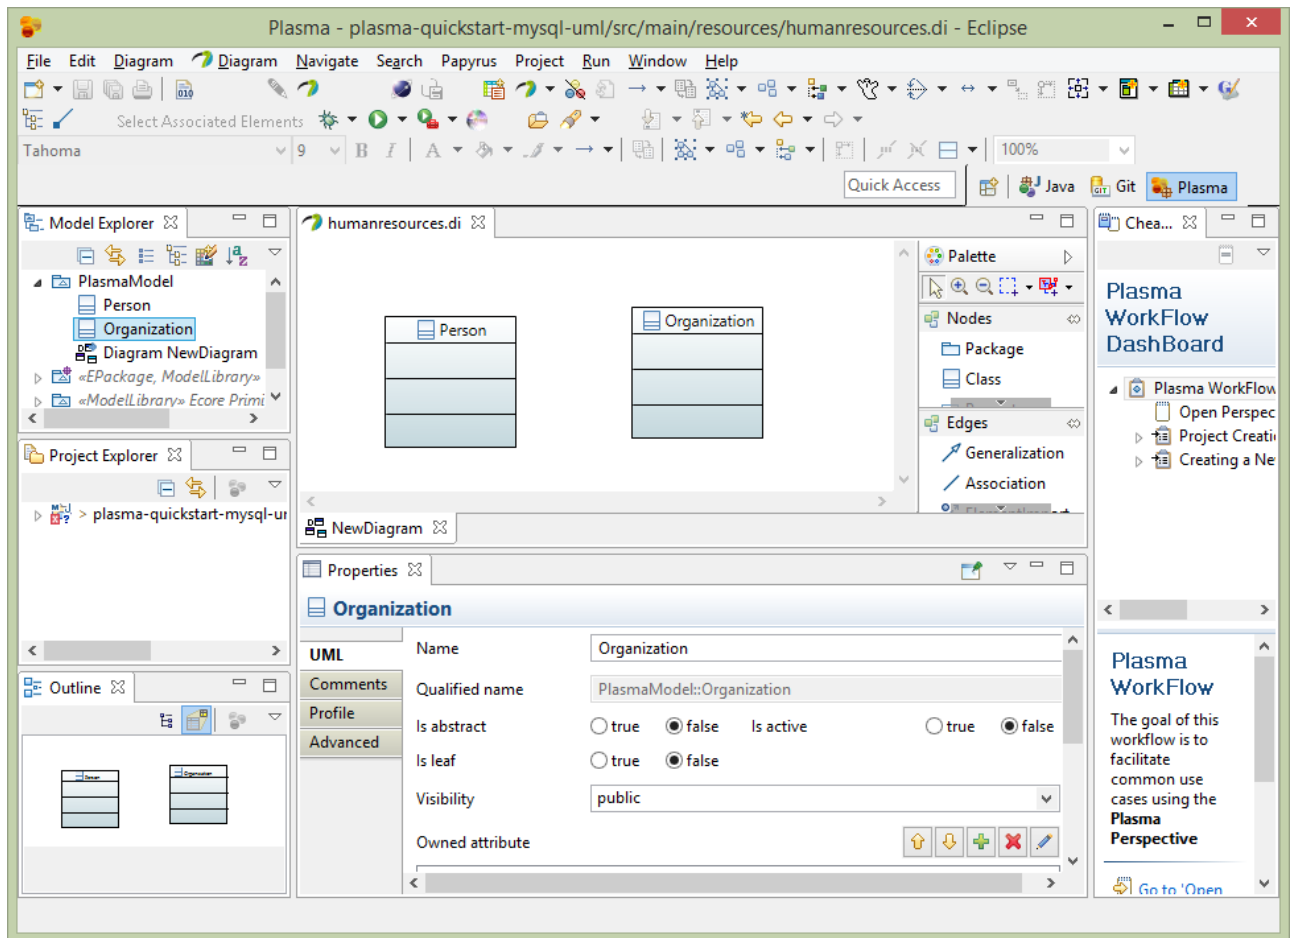 Plasma - plasma-quickstart-mysql-uml/src/main/resources/humanresources.di - Eclipse
File Edit Diagram Diagram Navigate Search Papyrus Project Run Window Help
Select Associated Elements
Tahoma 9 B I A 100%
Quick Access Java Git Plasma
Model Explorer
PlasmaModel
Person
Organization
Diagram NewDiagram
«EPackage, ModelLibrary»
«ModelLibrary» Ecore Primi
Project Explorer
> plasma-quickstart-mysql-ur
Outline
Person
Organization
humanresources.di
Person
Organization
Palette
Nodes
Package
Class
Edges
Generalization
Association
NewDiagram
Properties
Organization
UML
Comments
Profile
Advanced
Name Organization
Qualified name PlasmaModel::Organization
Is abstract true false Is active true false
Is leaf true false
Visibility public
Owned attribute
Chea...
Plasma
WorkFlow
DashBoard
Plasma WorkFlow
Open Perspec
Project Creati
Creating a Ne
Plasma
WorkFlow
The goal of this
workflow is to
facilitate
common use
cases using the
Plasma
Perspective
Go to 'Open